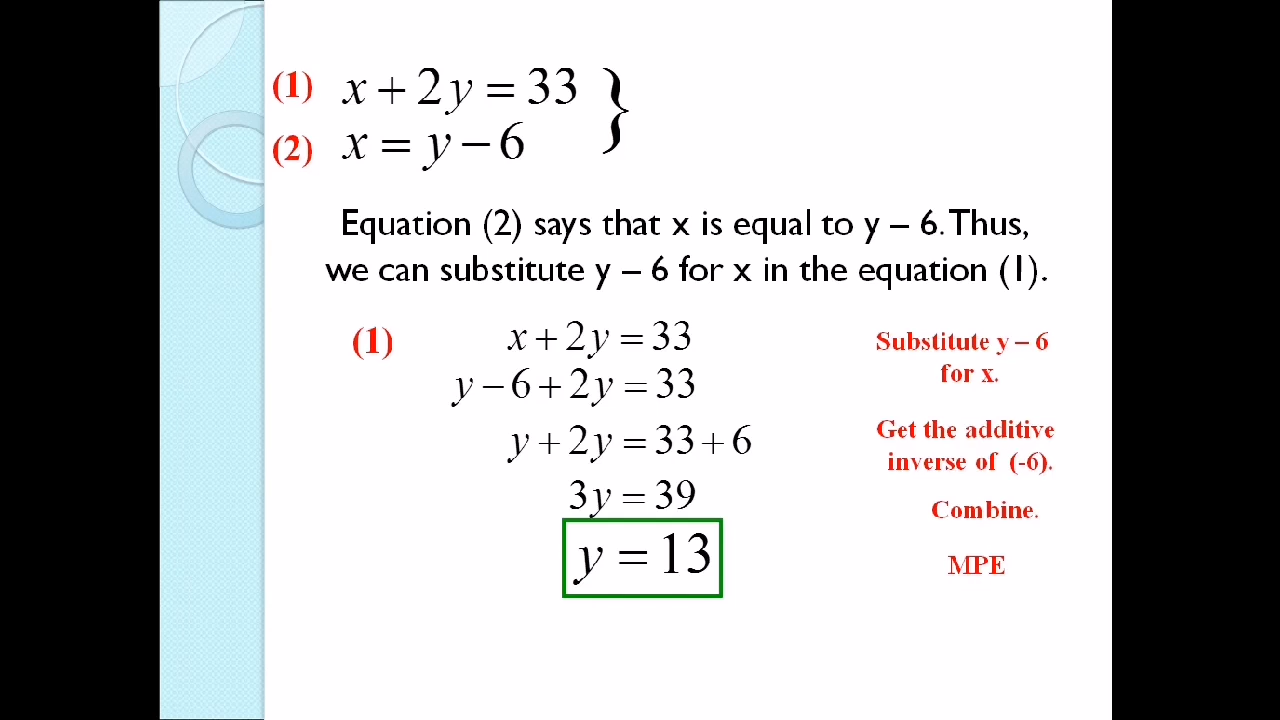 (1) x + 2y = 33 }
(2) x = y − 6
Equation (2) says that x is equal to y – 6. Thus,
we can substitute y – 6 for x in the equation (1).
(1) x + 2y = 33 Substitute y – 6
for x.
y − 6 + 2y = 33
y + 2y = 33 + 6 Get the additive
inverse of (-6).
3y = 39 Combine.
y = 13 MPE